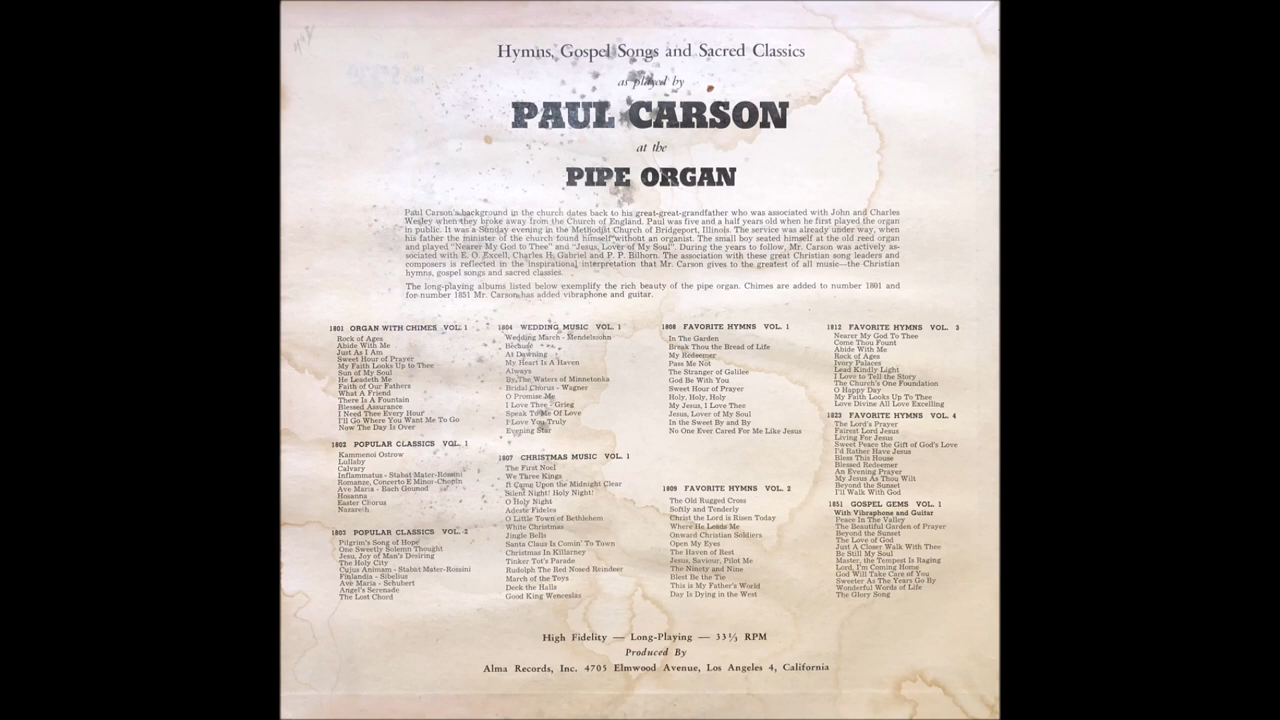 Hymns, Gospel Songs and Sacred Classics
as played by
PAUL CARSON
at the
PIPE ORGAN
Paul Carson's background in the church dates back to his great-great-grandfather who was associated with John and Charles
Wesley when they broke away from the Church of England. Paul was five and a half years old when he first played the organ
in public. It was a Sunday evening in the Methodist Church of Bridgeport, Illinois. The service was already under way, when
his father the minister of the church found himself without an organist. The small boy seated himself at the old reed organ
and played "Nearer My God to Thee" and "Jesus, Lover of My Soul". During the years to follow, Mr. Carson was actively as-
sociated with E. O. Excell, Charles H. Gabriel and P. P. Bilhorn. The association with these great Christian song leaders and
composers is reflected in the inspirational interpretation that Mr. Carson gives to the greatest of all music—the Christian
hymns, gospel songs and sacred classics.
The long-playing albums listed below exemplify the rich beauty of the pipe organ. Chimes are added to number 1801 and
for number 1851 Mr. Carson has added vibraphone and guitar.
1801 ORGAN WITH CHIMES VOL. 1
Rock of Ages
Abide With Me
Just As I Am
Sweet Hour of Prayer
My Faith Looks Up to Thee
Sun of My Soul
He Leadeth Me
Faith of Our Fathers
What A Friend
There Is A Fountain
Blessed Assurance
I Need Thee Every Hour
I'll Go Where You Want Me To Go
Now The Day Is Over
1802 POPULAR CLASSICS VOL. 1
Kammenoi Ostrow
Lullaby
Calvary
Inflammatus - Stabat Mater-Rossini
Romanze, Concerto E Minor-Chopin
Ave Maria - Bach Gounod
Hosanna
Easter Chorus
Nazareth
1803 POPULAR CLASSICS VOL. 2
Pilgrim's Song of Hope
One Sweetly Solemn Thought
Jesu, Joy of Man's Desiring
The Holy City
Cujus Animam - Stabat Mater-Rossini
Finlandia - Sibelius
Ave Maria - Schubert
Angel's Serenade
The Lost Chord
1804 WEDDING MUSIC VOL. 1
Wedding March - Mendelssohn
Because
At Dawning
My Heart Is A Haven
Always
By The Waters of Minnetonka
Bridal Chorus - Wagner
O Promise Me
I Love Thee - Grieg
Speak To Me Of Love
I Love You Truly
Evening Star
1807 CHRISTMAS MUSIC VOL. 1
The First Noel
We Three Kings
It Came Upon the Midnight Clear
Silent Night! Holy Night!
O Holy Night
Adeste Fideles
O Little Town of Bethlehem
White Christmas
Jingle Bells
Santa Claus Is Comin' To Town
Christmas In Killarney
Tinker Tot's Parade
Rudolph The Red Nosed Reindeer
March of the Toys
Deck the Halls
Good King Wenceslas
1808 FAVORITE HYMNS VOL. 1
In The Garden
Break Thou the Bread of Life
My Redeemer
Pass Me Not
The Stranger of Galilee
God Be With You
Sweet Hour of Prayer
Holy, Holy, Holy
My Jesus, I Love Thee
Jesus, Lover of My Soul
In the Sweet By and By
No One Ever Cared For Me Like Jesus
1809 FAVORITE HYMNS VOL. 2
The Old Rugged Cross
Softly and Tenderly
Christ the Lord is Risen Today
Where He Leads Me
Onward Christian Soldiers
Open My Eyes
The Haven of Rest
Jesus, Saviour, Pilot Me
The Ninety and Nine
Blest Be the Tie
This is My Father's World
Day Is Dying in the West
1812 FAVORITE HYMNS VOL. 3
Nearer My God To Thee
Come Thou Fount
Abide With Me
Rock of Ages
Ivory Palaces
Lead Kindly Light
I Love to Tell the Story
The Church's One Foundation
O Happy Day
My Faith Looks Up To Thee
Love Divine All Love Excelling
1823 FAVORITE HYMNS VOL. 4
The Lord's Prayer
Fairest Lord Jesus
Living For Jesus
Sweet Peace the Gift of God's Love
I'd Rather Have Jesus
Bless This House
Blessed Redeemer
An Evening Prayer
My Jesus As Thou Wilt
Beyond the Sunset
I'll Walk With God
1851 GOSPEL GEMS VOL. 1
With Vibraphone and Guitar
Peace In The Valley
The Beautiful Garden of Prayer
Beyond the Sunset
The Love of God
Just A Closer Walk With Thee
Be Still My Soul
Master, the Tempest is Raging
Lord, I'm Coming Home
God Will Take Care of You
Sweeter As The Years Go By
Wonderful Words of Life
The Glory Song
High Fidelity — Long-Playing — 33⅓ RPM
Produced By
Alma Records, Inc. 4705 Elmwood Avenue, Los Angeles 4, California